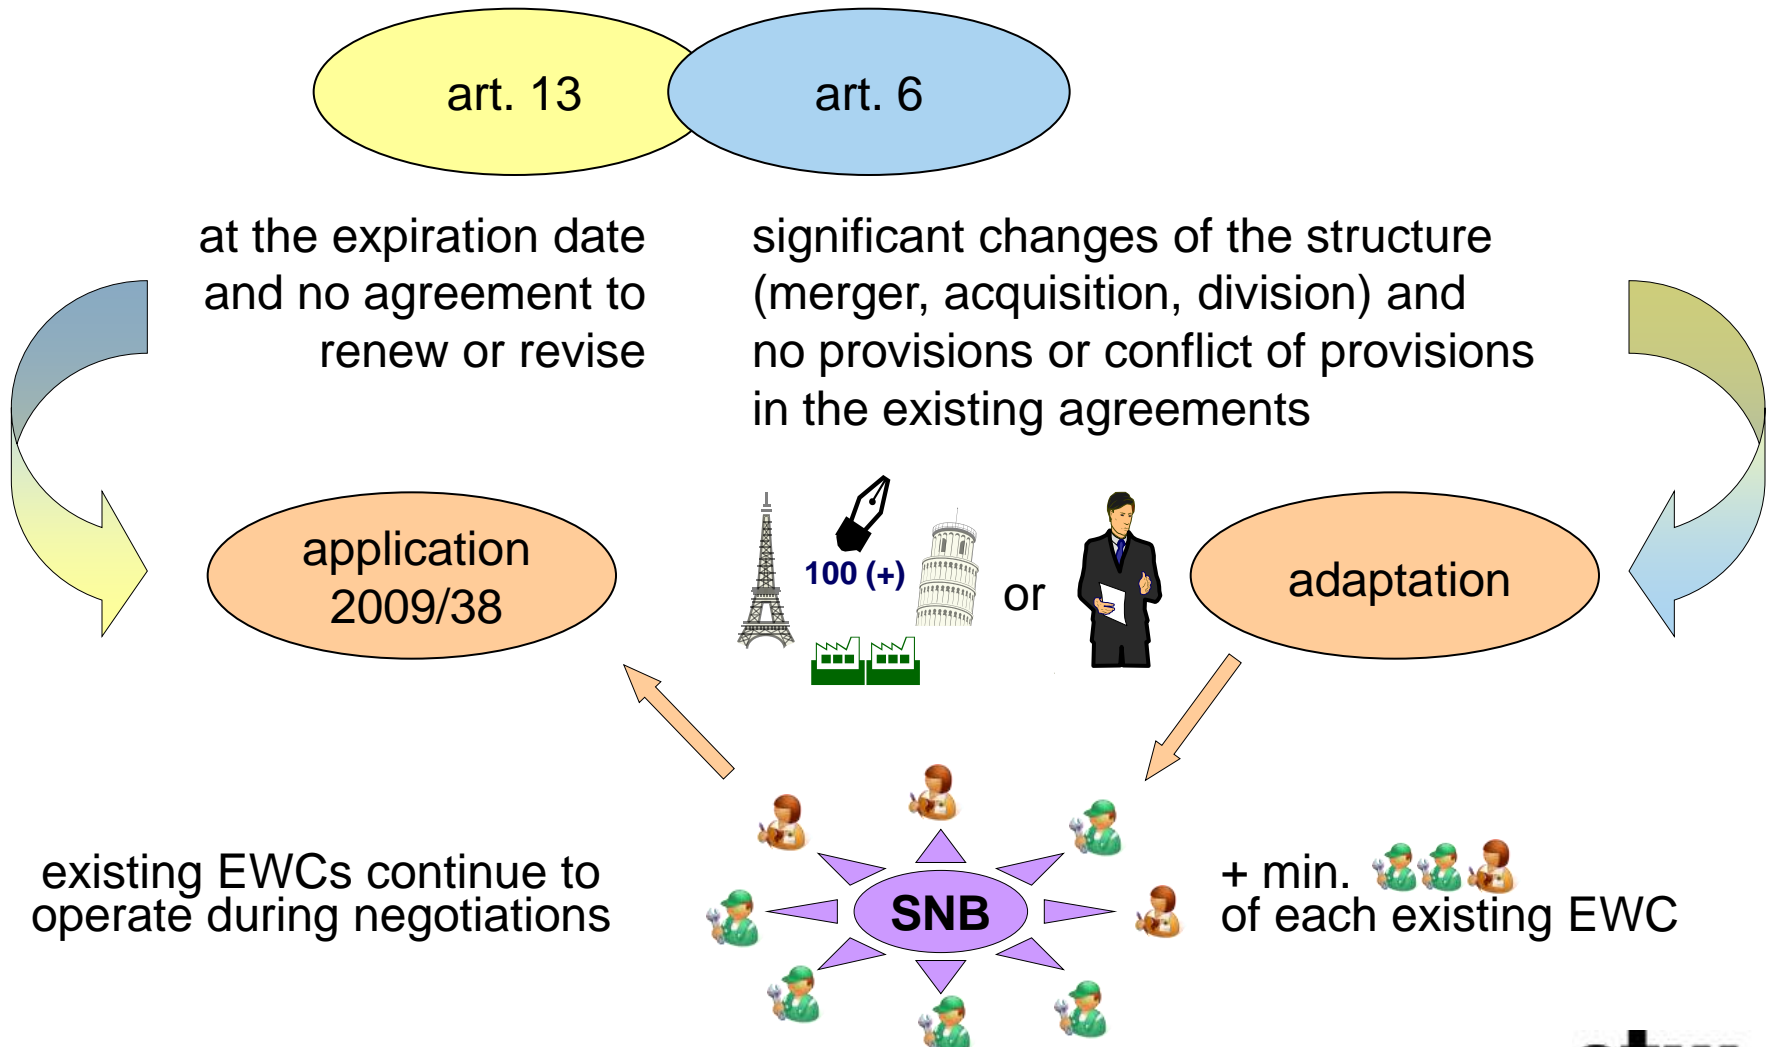 art. 13
art. 6
at the expiration date
and no agreement to
renew or revise
significant changes of the structure
(merger, acquisition, division) and
no provisions or conflict of provisions
in the existing agreements
application
2009/38
100 (+)
or
adaptation
existing EWCs continue to
operate during negotiations
SNB
+ min.
of each existing EWC